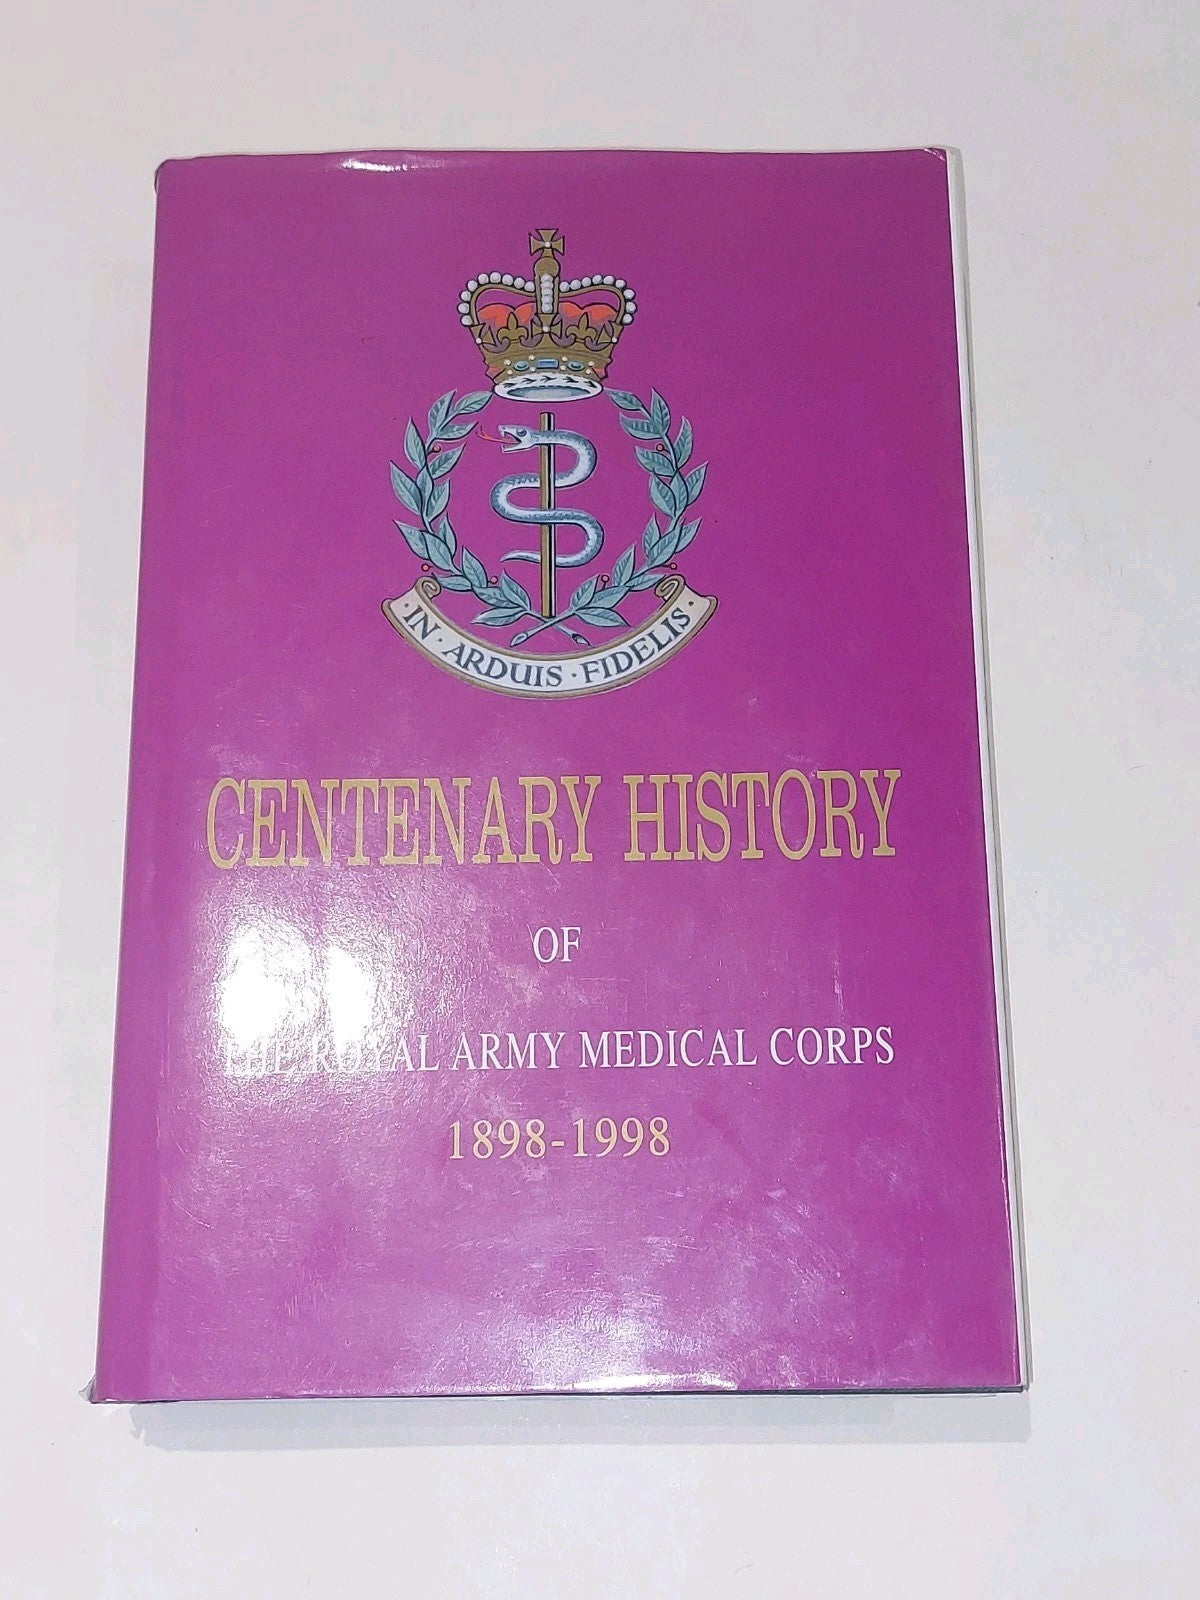 · IN · ARDUIS · FIDELIS ·
CENTENARY HISTORY
OF
THE ROYAL ARMY MEDICAL CORPS
1898-1998